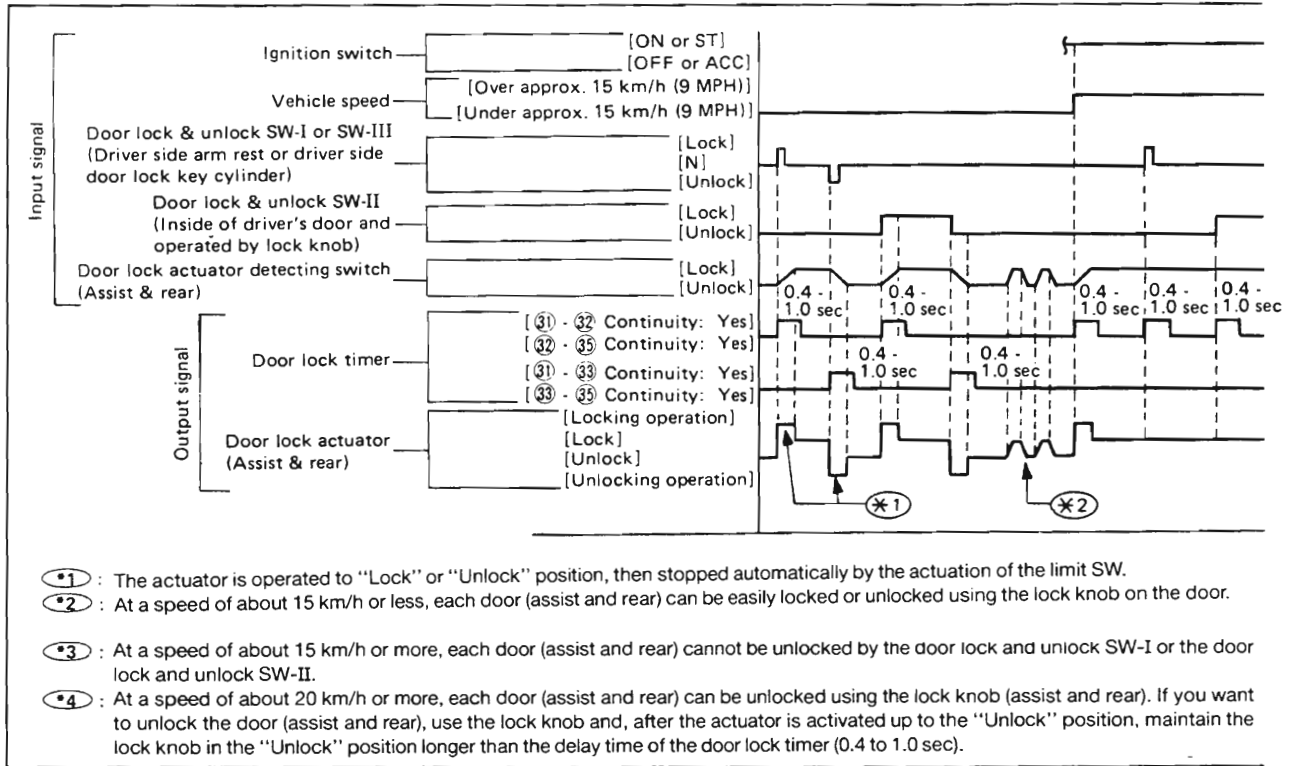 Input signal
Ignition switch
[ON or ST]
[OFF or ACC]
Vehicle speed
[Over approx. 15 km/h (9 MPH)]
[Under approx. 15 km/h (9 MPH)]
Door lock & unlock SW-I or SW-III
(Driver side arm rest or driver side
door lock key cylinder)
[Lock]
[N]
[Unlock]
Door lock & unlock SW-II
(Inside of driver's door and
operated by lock knob)
[Lock]
[Unlock]
Door lock actuator detecting switch
(Assist & rear)
[Lock]
[Unlock]
0.4 -
1.0 sec
0.4 -
1.0 sec
0.4 -
1.0 sec
0.4 -
1.0 sec
0.4 -
1.0 sec
Output signal
Door lock timer
[㉛ - ㉜ Continuity: Yes]
[㉜ - ㉟ Continuity: Yes]
[㉛ - ㉝ Continuity: Yes]
[㉝ - ㉟ Continuity: Yes]
0.4 -
1.0 sec
0.4 -
1.0 sec
Door lock actuator
(Assist & rear)
[Locking operation]
[Lock]
[Unlock]
[Unlocking operation]
*1
*2
*1 : The actuator is operated to "Lock" or "Unlock" position, then stopped automatically by the actuation of the limit SW.
*2 : At a speed of about 15 km/h or less, each door (assist and rear) can be easily locked or unlocked using the lock knob on the door.
*3 : At a speed of about 15 km/h or more, each door (assist and rear) cannot be unlocked by the door lock and unlock SW-I or the door
lock and unlock SW-II.
*4 : At a speed of about 20 km/h or more, each door (assist and rear) can be unlocked using the lock knob (assist and rear). If you want
to unlock the door (assist and rear), use the lock knob and, after the actuator is activated up to the "Unlock" position, maintain the
lock knob in the "Unlock" position longer than the delay time of the door lock timer (0.4 to 1.0 sec).